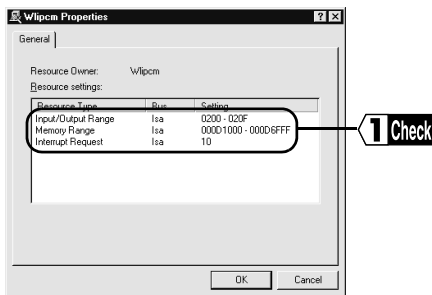 Wlipcm Properties
General
Resource Owner: Wlipcm
Resource settings:
Resource Type Bus Setting
Input/Output Range Isa 0200 - 020F
Memory Range Isa 000D1000 - 000D6FFF
Interrupt Request Isa 10
1 Check
OK Cancel